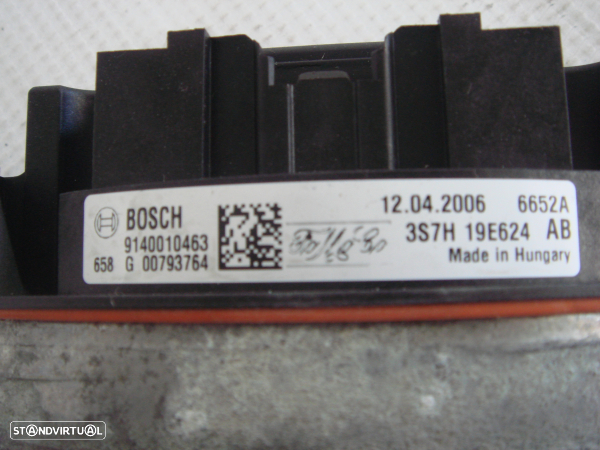 BOSCH
9140010463
658 G 00793764
12.04.2006 6652A
3S7H 19E624 AB
Made in Hungary
STANDVIRTUAL